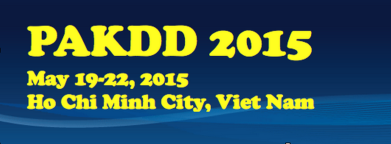 PAKDD 2015
May 19-22, 2015
Ho Chi Minh City, Viet Nam